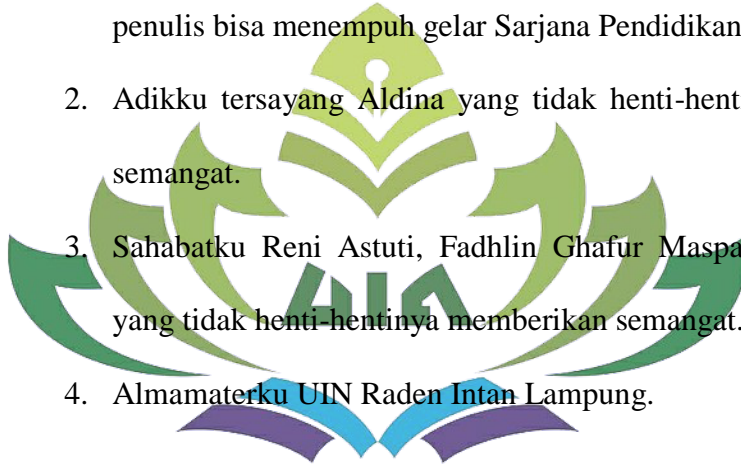 penulis bisa menempuh gelar Sarjana Pendidikan
2. Adikku tersayang Aldina yang tidak henti-hent
semangat.
3. Sahabatku Reni Astuti, Fadhlin Ghafur Maspa
yang tidak henti-hentinya memberikan semangat.
4. Almamaterku UIN Raden Intan Lampung.